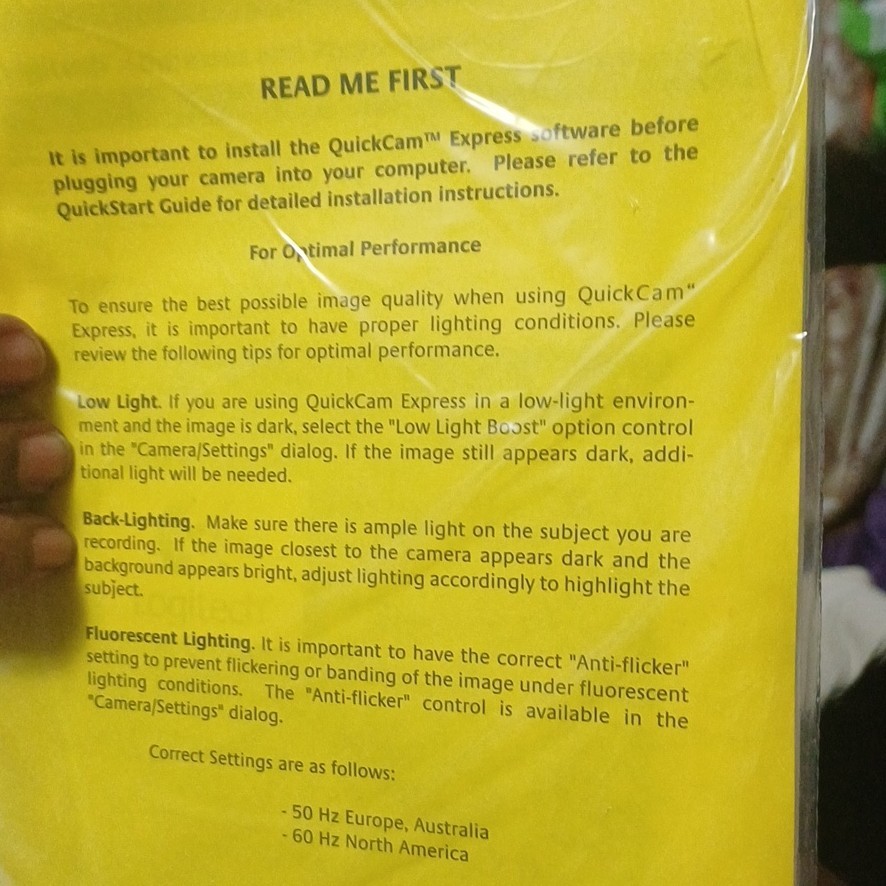 READ ME FIRST
It is important to install the QuickCam™ Express software before
plugging your camera into your computer. Please refer to the
QuickStart Guide for detailed installation instructions.
For Optimal Performance
To ensure the best possible image quality when using QuickCam™
Express, it is important to have proper lighting conditions. Please
review the following tips for optimal performance.
Low Light. If you are using QuickCam Express in a low-light environ-
ment and the image is dark, select the "Low Light Boost" option control
in the "Camera/Settings" dialog. If the image still appears dark, addi-
tional light will be needed.
Back-Lighting. Make sure there is ample light on the subject you are
recording. If the image closest to the camera appears dark and the
background appears bright, adjust lighting accordingly to highlight the
subject.
Fluorescent Lighting. It is important to have the correct "Anti-flicker"
setting to prevent flickering or banding of the image under fluorescent
lighting conditions. The "Anti-flicker" control is available in the
"Camera/Settings" dialog.
Correct Settings are as follows:
- 50 Hz Europe, Australia
- 60 Hz North America